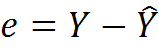 e = Y − Ŷ